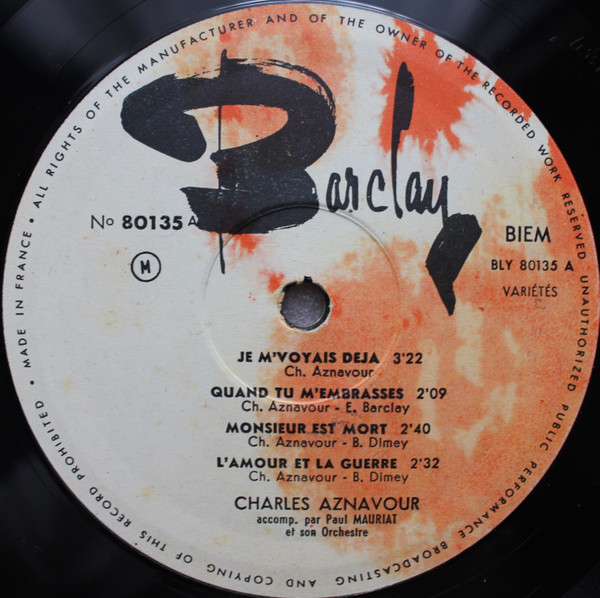 MADE IN FRANCE • ALL RIGHTS OF THE MANUFACTURER AND OF THE OWNER OF THE RECORDED WORK RESERVED UNAUTHORIZED PUBLIC PERFORMANCE BROADCASTING AND COPYING OF THIS RECORD PROHIBITED •
Barclay
No 80135 A
BIEM
BLY 80135 A
M
VARIÉTÉS
JE M'VOYAIS DEJA 3'22
Ch. Aznavour
QUAND TU M'EMBRASSES 2'09
Ch. Aznavour - E. Barclay
MONSIEUR EST MORT 2'40
Ch. Aznavour - B. Dimey
L'AMOUR ET LA GUERRE 2'32
Ch. Aznavour - B. Dimey
CHARLES AZNAVOUR
accomp. par Paul MAURIAT
et son Orchestre